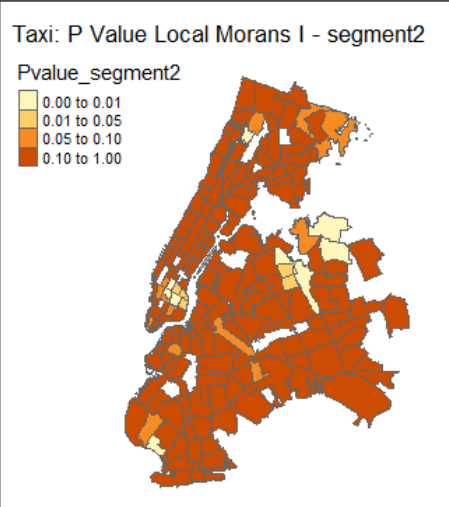 Taxi: P Value Local Morans I - segment2
Pvalue_segment2
0.00 to 0.01
0.01 to 0.05
0.05 to 0.10
0.10 to 1.00